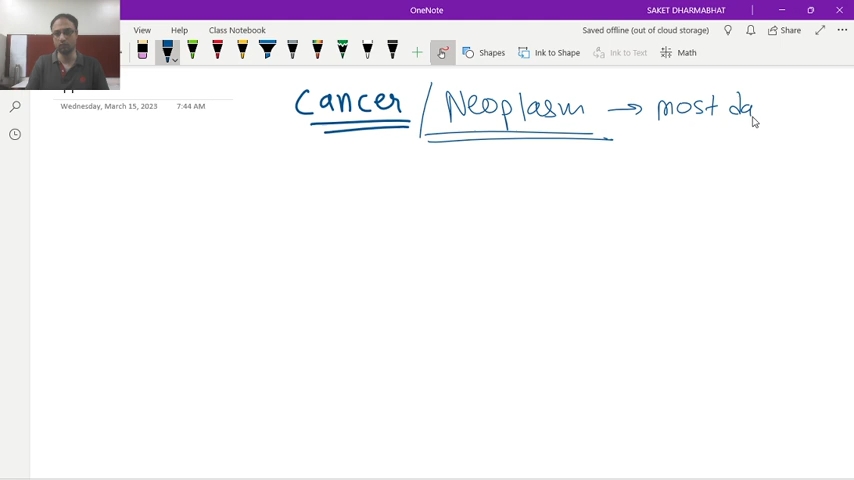 OneNote
SAKET DHARMABHAT
View Help Class Notebook
Saved offline (out of cloud storage)
Share
Shapes
Ink to Shape
Ink to Text
Math
Wednesday, March 15, 2023 7:44 AM
Cancer / Neoplasm → most da